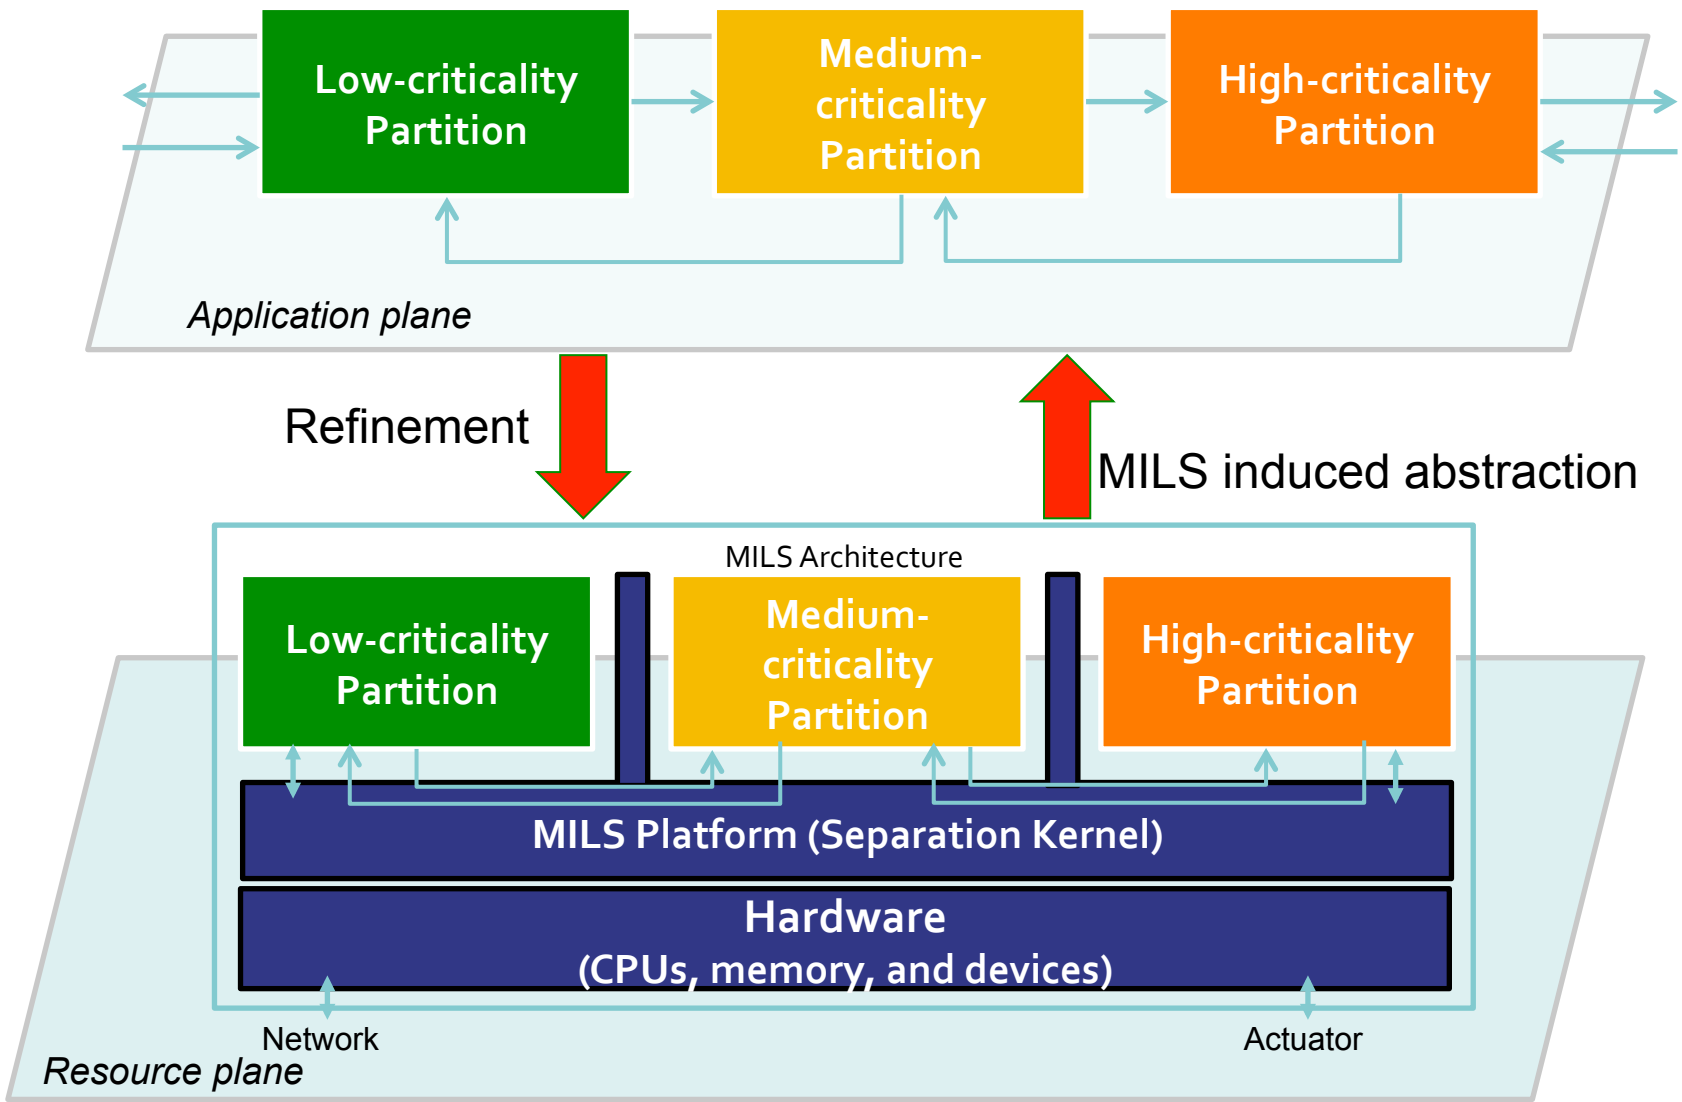 Low-criticality
Partition
Medium-
criticality
Partition
High-criticality
Partition
Application plane
Refinement
MILS induced abstraction
MILS Architecture
Low-criticality
Partition
Medium-
criticality
Partition
High-criticality
Partition
MILS Platform (Separation Kernel)
Hardware
(CPUs, memory, and devices)
Network
Actuator
Resource plane